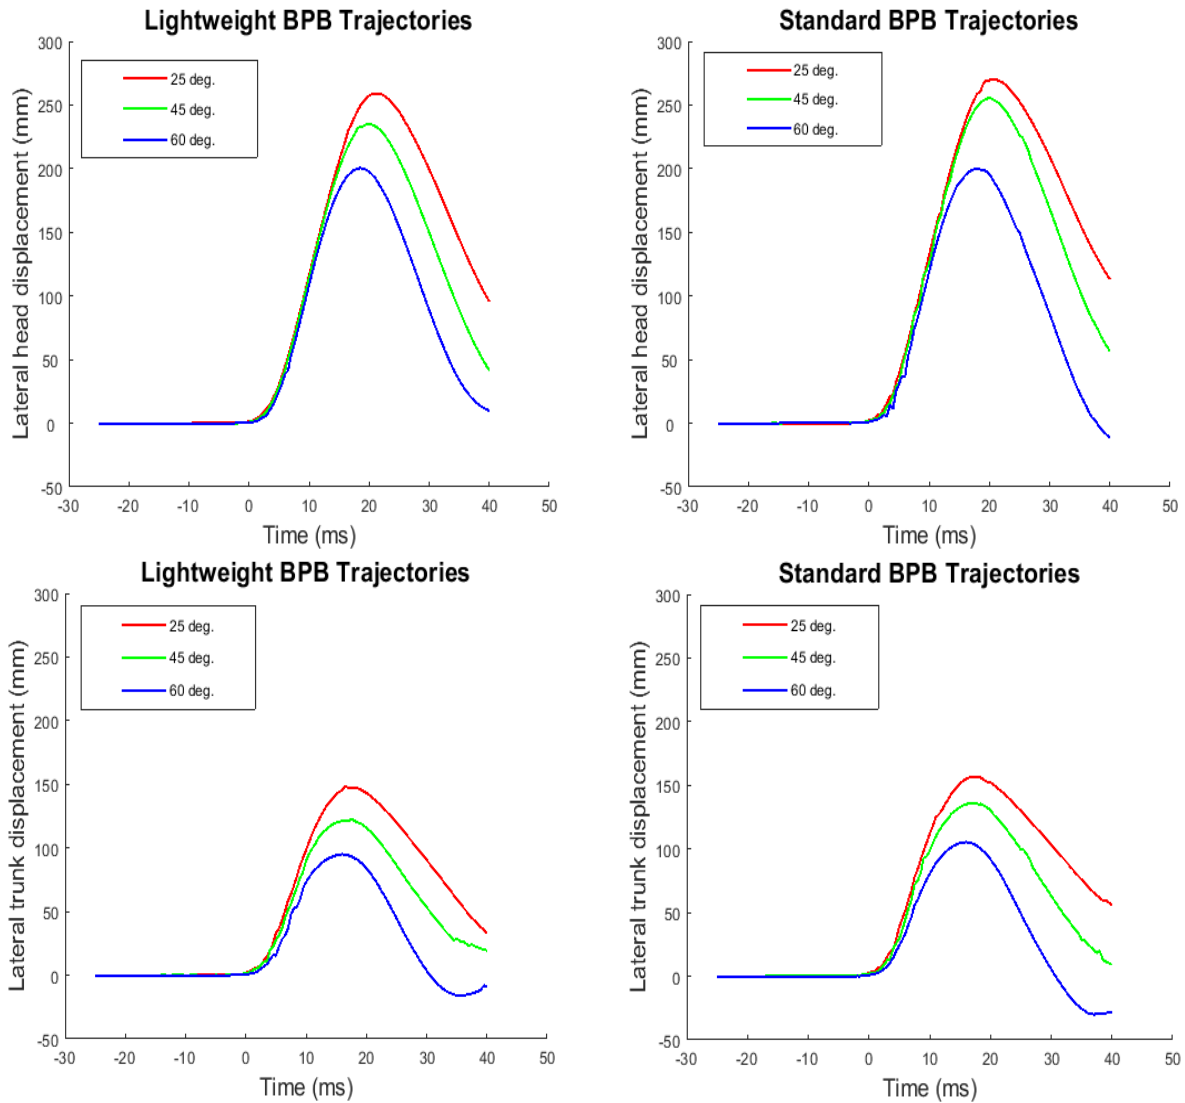 Lightweight BPB Trajectories
Lateral head displacement (mm)
300
250
200
150
100
50
0
-50
25 deg.
45 deg.
60 deg.
-30
-20
-10
0
10
20
30
40
50
Time (ms)
Standard BPB Trajectories
Lateral head displacement (mm)
300
250
200
150
100
50
0
-50
25 deg.
45 deg.
60 deg.
-30
-20
-10
0
10
20
30
40
50
Time (ms)
Lightweight BPB Trajectories
Lateral trunk displacement (mm)
300
250
200
150
100
50
0
-50
25 deg.
45 deg.
60 deg.
-30
-20
-10
0
10
20
30
40
50
Time (ms)
Standard BPB Trajectories
Lateral trunk displacement (mm)
300
250
200
150
100
50
0
-50
25 deg.
45 deg.
60 deg.
-30
-20
-10
0
10
20
30
40
50
Time (ms)